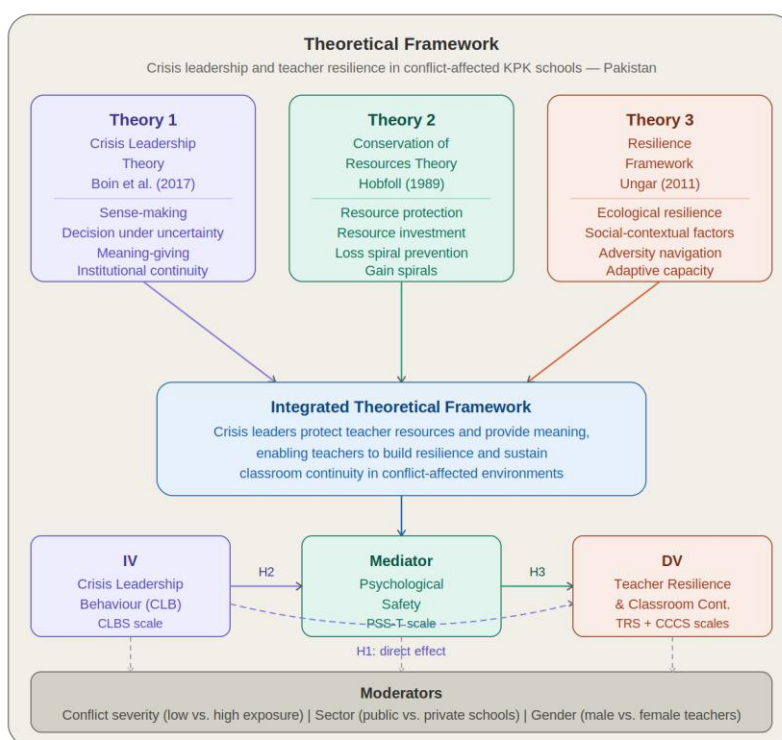 Theoretical Framework
Crisis leadership and teacher resilience in conflict-affected KPK schools — Pakistan
Theory 1
Crisis Leadership
Theory
Boin et al. (2017)
Sense-making
Decision under uncertainty
Meaning-giving
Institutional continuity
Theory 2
Conservation of
Resources Theory
Hobfoll (1989)
Resource protection
Resource investment
Loss spiral prevention
Gain spirals
Theory 3
Resilience
Framework
Ungar (2011)
Ecological resilience
Social-contextual factors
Adversity navigation
Adaptive capacity
Integrated Theoretical Framework
Crisis leaders protect teacher resources and provide meaning,
enabling teachers to build resilience and sustain
classroom continuity in conflict-affected environments
IV
Crisis Leadership
Behaviour (CLB)
CLBS scale
H2
Mediator
Psychological
Safety
PSS-T scale
H3
DV
Teacher Resilience
& Classroom Cont.
TRS + CCCS scales
H1: direct effect
Moderators
Conflict severity (low vs. high exposure) | Sector (public vs. private schools) | Gender (male vs. female teachers)